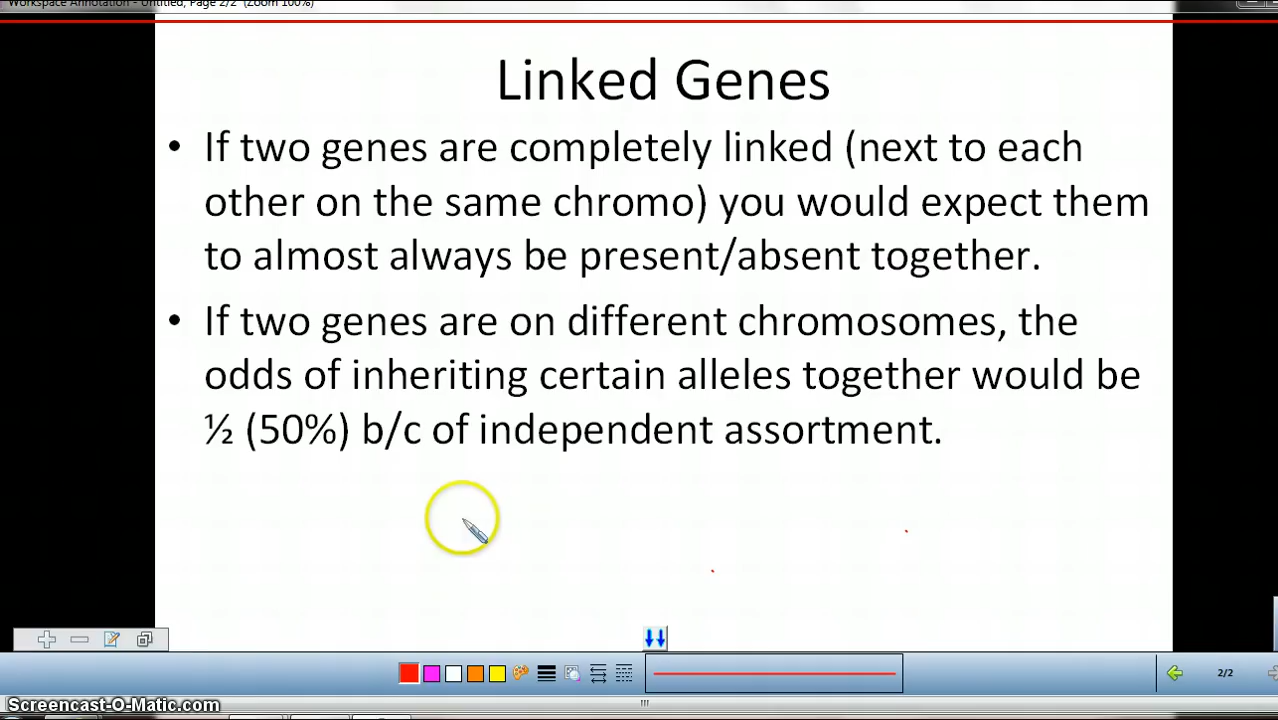 Workspace Annotation - Untitled, Page 2/2 (Zoom 100%)
Linked Genes
• If two genes are completely linked (next to each
other on the same chromo) you would expect them
to almost always be present/absent together.
• If two genes are on different chromosomes, the
odds of inheriting certain alleles together would be
½ (50%) b/c of independent assortment.
2/2
Screencast-O-Matic.com